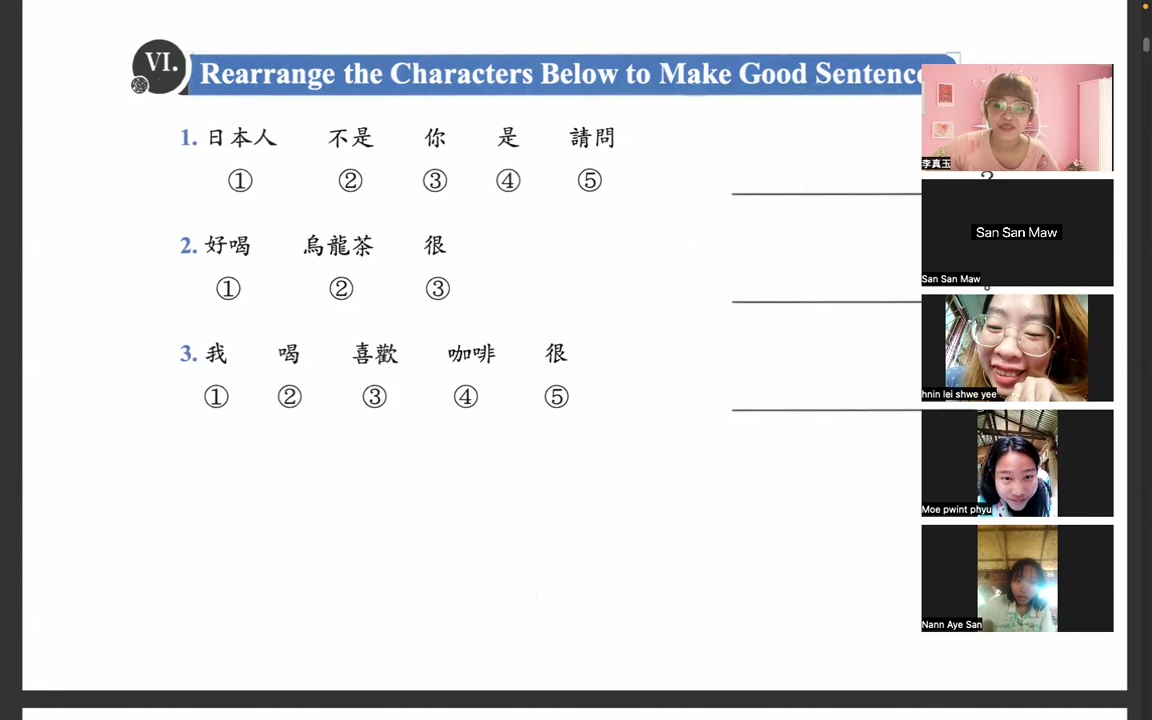 VI.
Rearrange the Characters Below to Make Good Sentence
1. 日本人 不是 你 是 請問
① ② ③ ④ ⑤
?
2. 好喝 烏龍茶 很
① ② ③
3. 我 喝 喜歡 咖啡 很
① ② ③ ④ ⑤
李真玉
San San Maw
San San Maw
hnin lei shwe yee
Moe pwint phyu
Nann Aye San